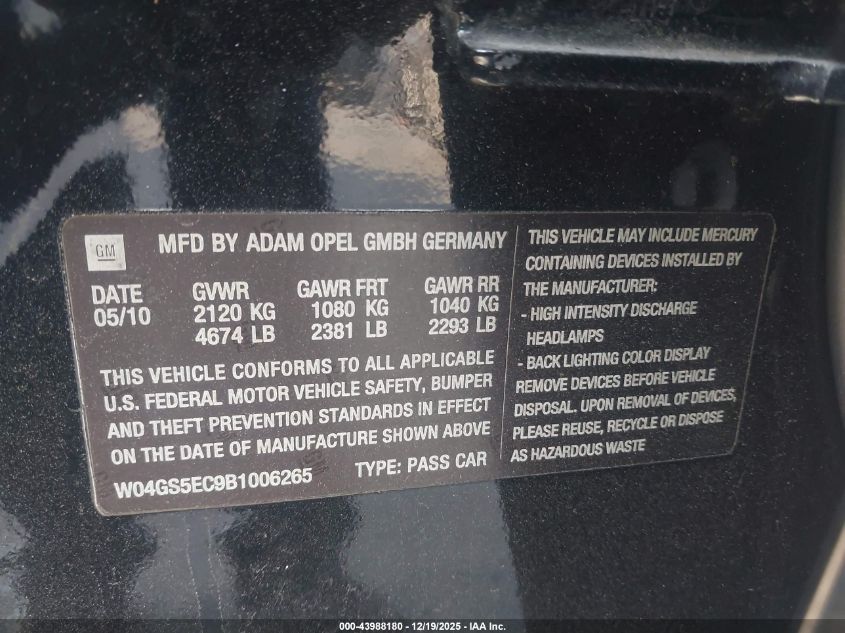 GM
MFD BY ADAM OPEL GMBH GERMANY
DATE GVWR GAWR FRT GAWR RR
05/10 2120 KG 1080 KG 1040 KG
4674 LB 2381 LB 2293 LB
THIS VEHICLE CONFORMS TO ALL APPLICABLE
U.S. FEDERAL MOTOR VEHICLE SAFETY, BUMPER
AND THEFT PREVENTION STANDARDS IN EFFECT
ON THE DATE OF MANUFACTURE SHOWN ABOVE
W04GS5EC9B1006265 TYPE: PASS CAR
THIS VEHICLE MAY INCLUDE MERCURY
CONTAINING DEVICES INSTALLED BY
THE MANUFACTURER:
- HIGH INTENSITY DISCHARGE
HEADLAMPS
- BACK LIGHTING COLOR DISPLAY
REMOVE DEVICES BEFORE VEHICLE
DISPOSAL. UPON REMOVAL OF DEVICES,
PLEASE REUSE, RECYCLE OR DISPOSE
AS HAZARDOUS WASTE
000-43988180 - 12/19/2025 - IAA Inc.